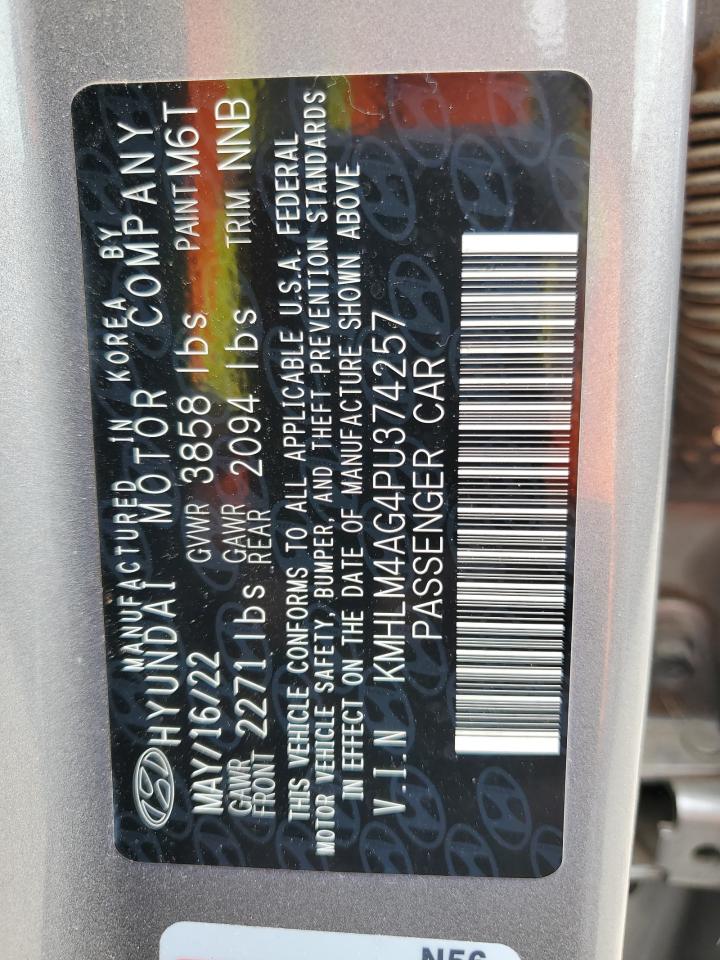 MANUFACTURED IN KOREA BY
HYUNDAI MOTOR COMPANY
MAY/16/22 GVWR 3858 lbs PAINT M6T
GAWR FRONT 2271 lbs GAWR REAR 2094 lbs TRIM NNB
THIS VEHICLE CONFORMS TO ALL APPLICABLE U.S.A. FEDERAL
MOTOR VEHICLE SAFETY, BUMPER, AND THEFT PREVENTION STANDARDS
IN EFFECT ON THE DATE OF MANUFACTURE SHOWN ABOVE
V.I.N KMHLM4AG4PU374257
PASSENGER CAR